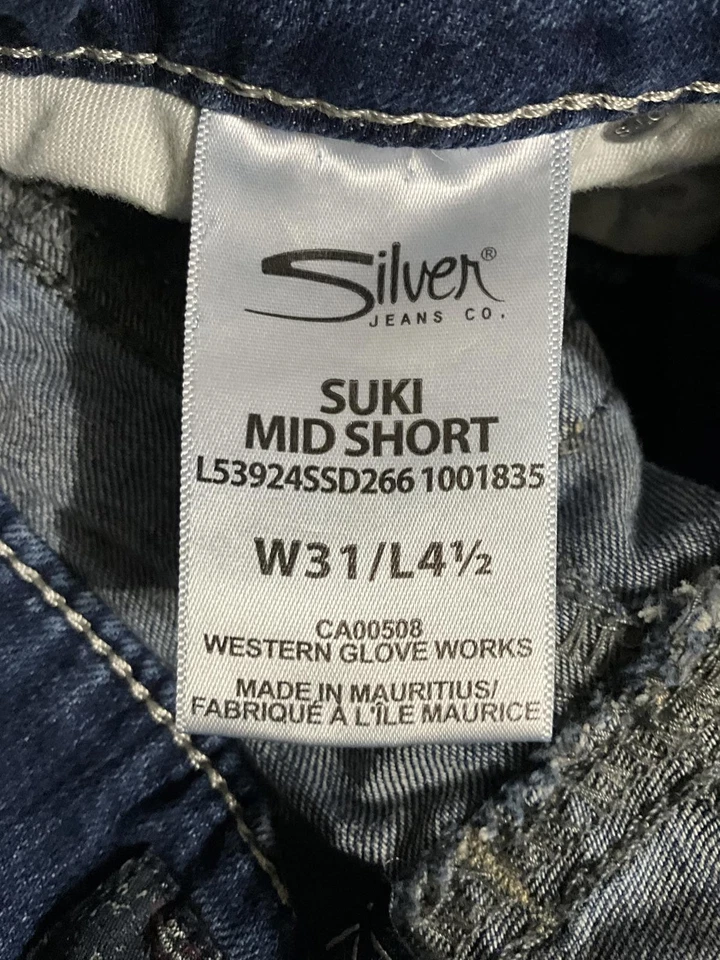 Silver®
JEANS CO.
SUKI
MID SHORT
L53924SSD266 1001835
W31/L4½
CA00508
WESTERN GLOVE WORKS
MADE IN MAURITIUS/
FABRIQUÉ À L'ÎLE MAURICE